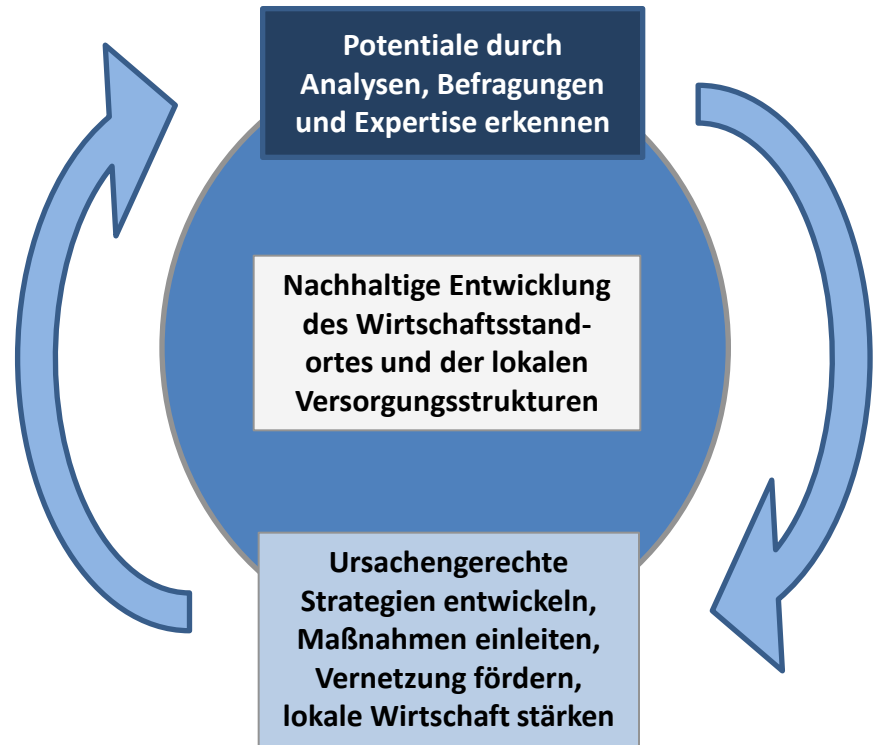 Potentiale durch
Analysen, Befragungen
und Expertise erkennen
Nachhaltige Entwicklung
des Wirtschaftsstand-
ortes und der lokalen
Versorgungsstrukturen
Ursachengerechte
Strategien entwickeln,
Maßnahmen einleiten,
Vernetzung fördern,
lokale Wirtschaft stärken